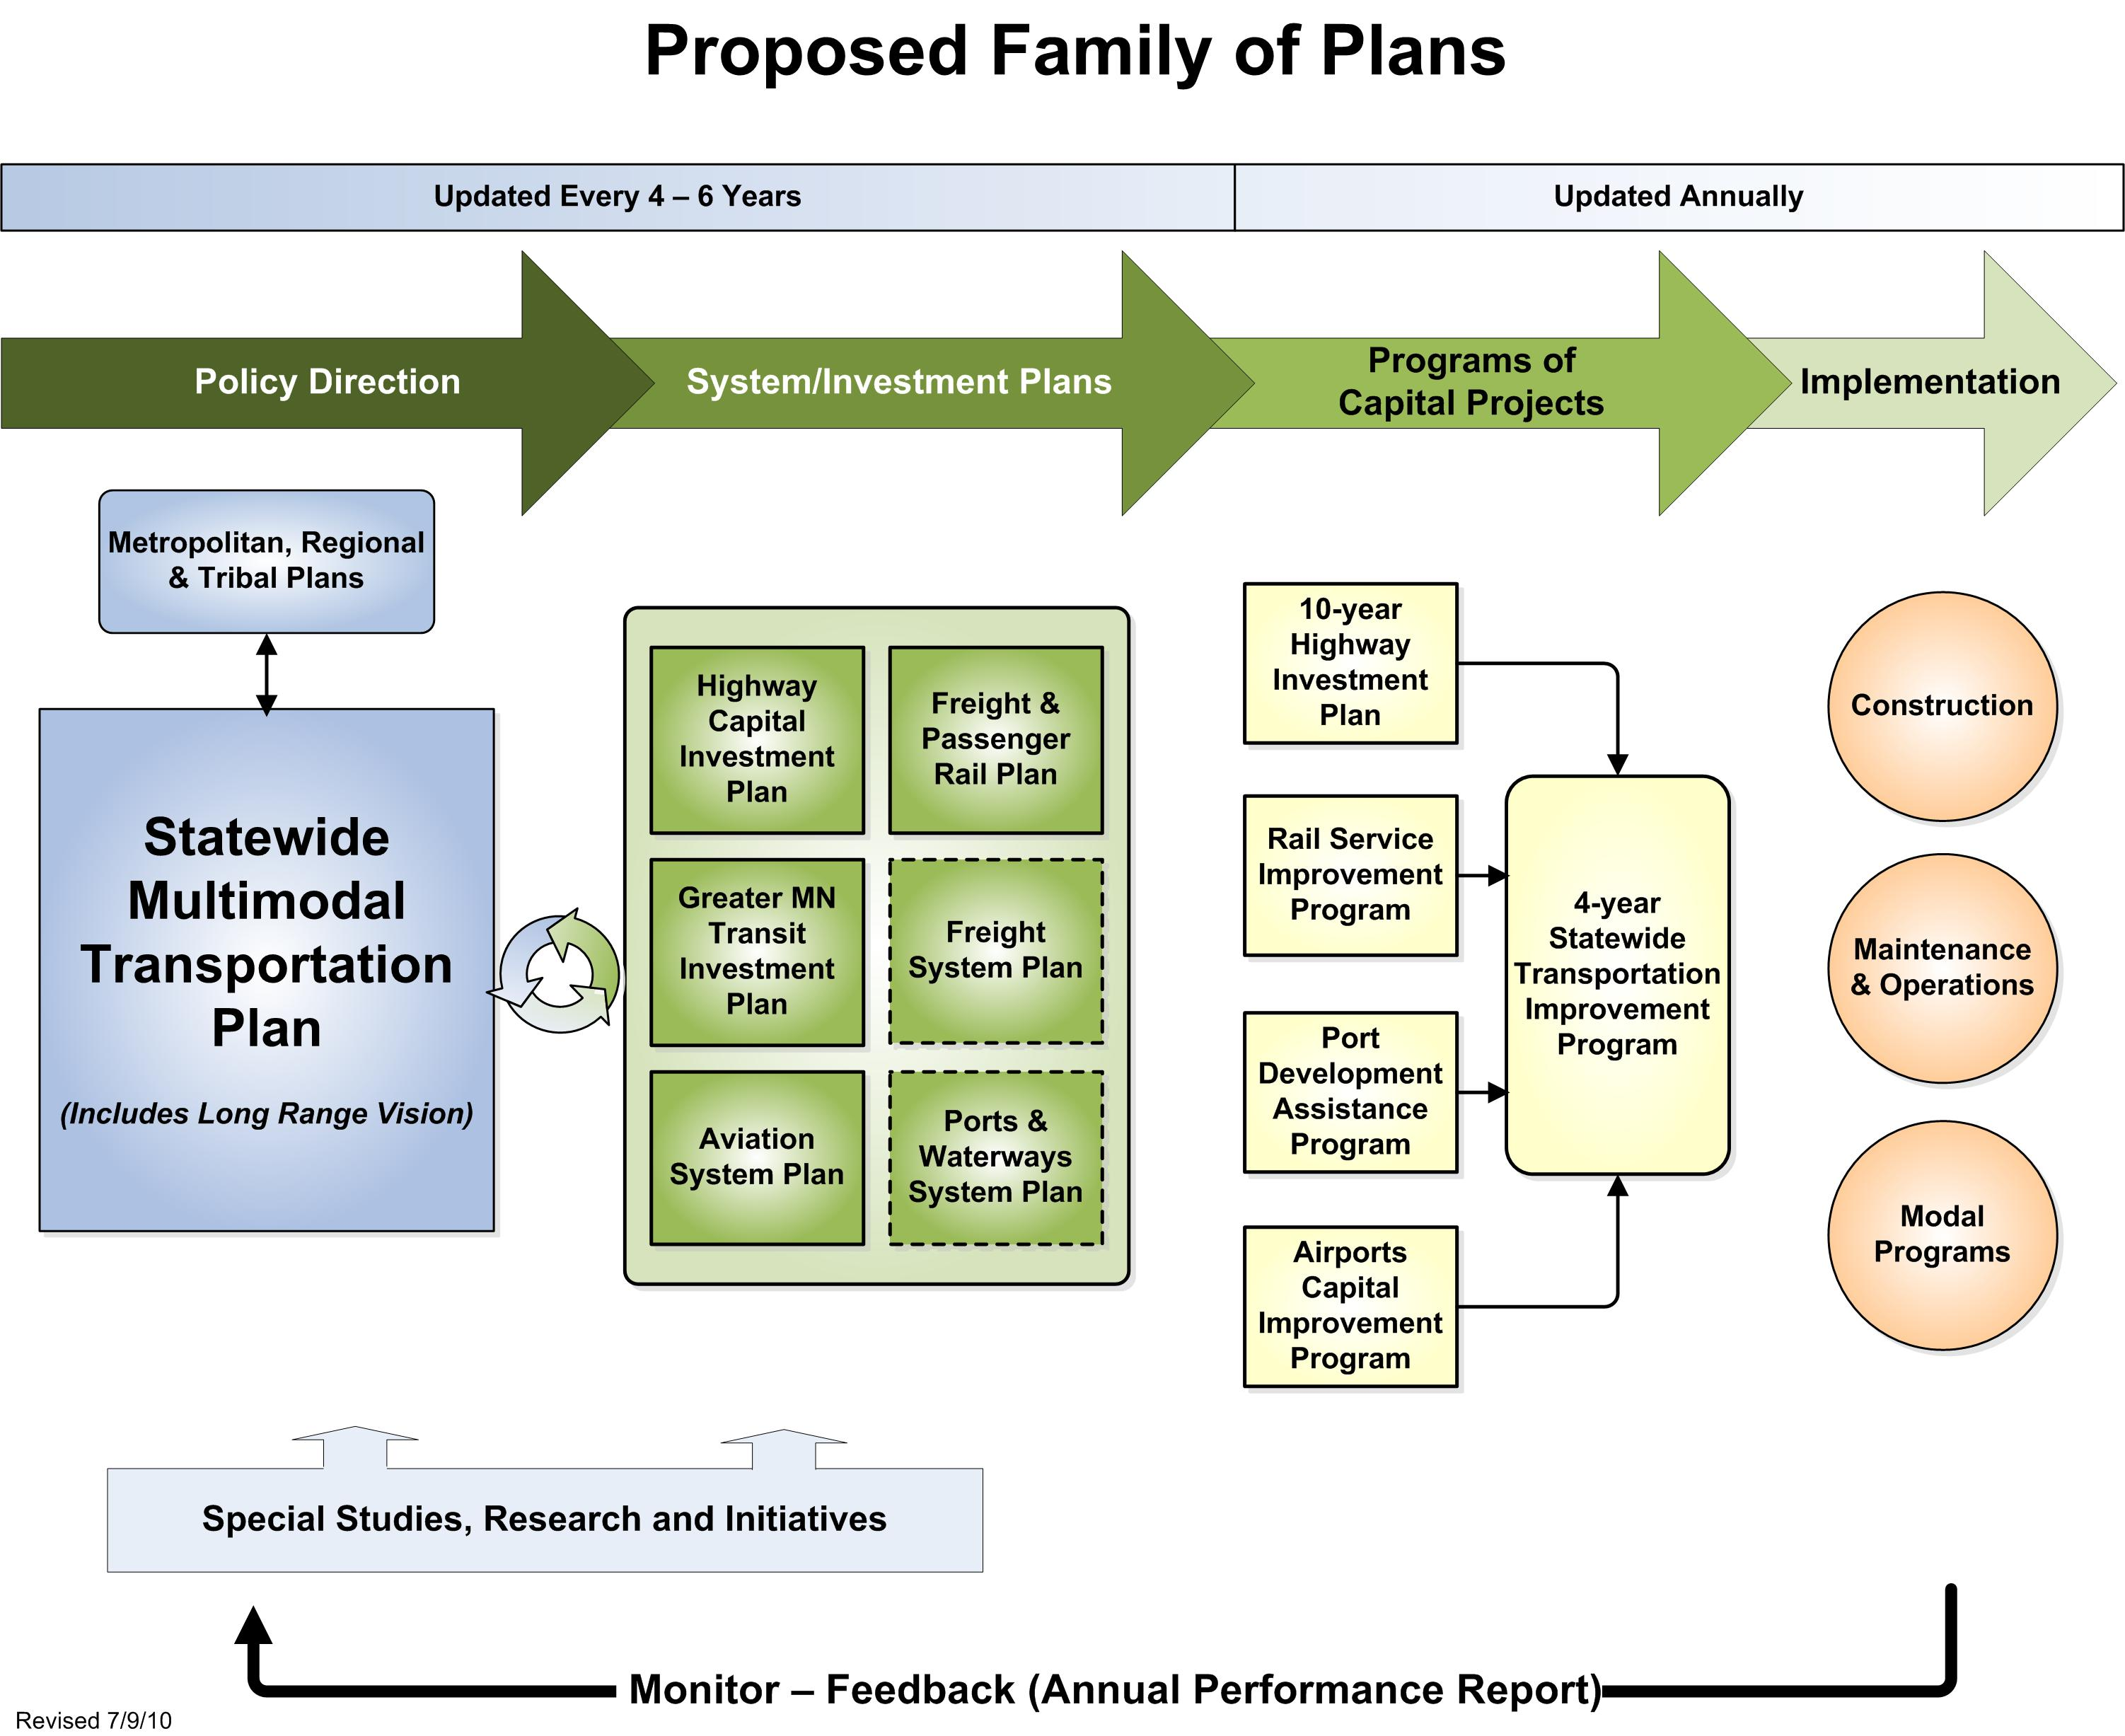 Proposed Family of Plans
Updated Every 4 – 6 Years
Updated Annually
Policy Direction
System/Investment Plans
Programs of
Capital Projects
Implementation
Metropolitan, Regional
& Tribal Plans
Statewide
Multimodal
Transportation
Plan
(Includes Long Range Vision)
Highway
Capital
Investment
Plan
Freight &
Passenger
Rail Plan
Greater MN
Transit
Investment
Plan
Freight
System Plan
Aviation
System Plan
Ports &
Waterways
System Plan
10-year
Highway
Investment
Plan
Rail Service
Improvement
Program
Port
Development
Assistance
Program
Airports
Capital
Improvement
Program
4-year
Statewide
Transportation
Improvement
Program
Construction
Maintenance
& Operations
Modal
Programs
Special Studies, Research and Initiatives
Monitor – Feedback (Annual Performance Report)
Revised 7/9/10